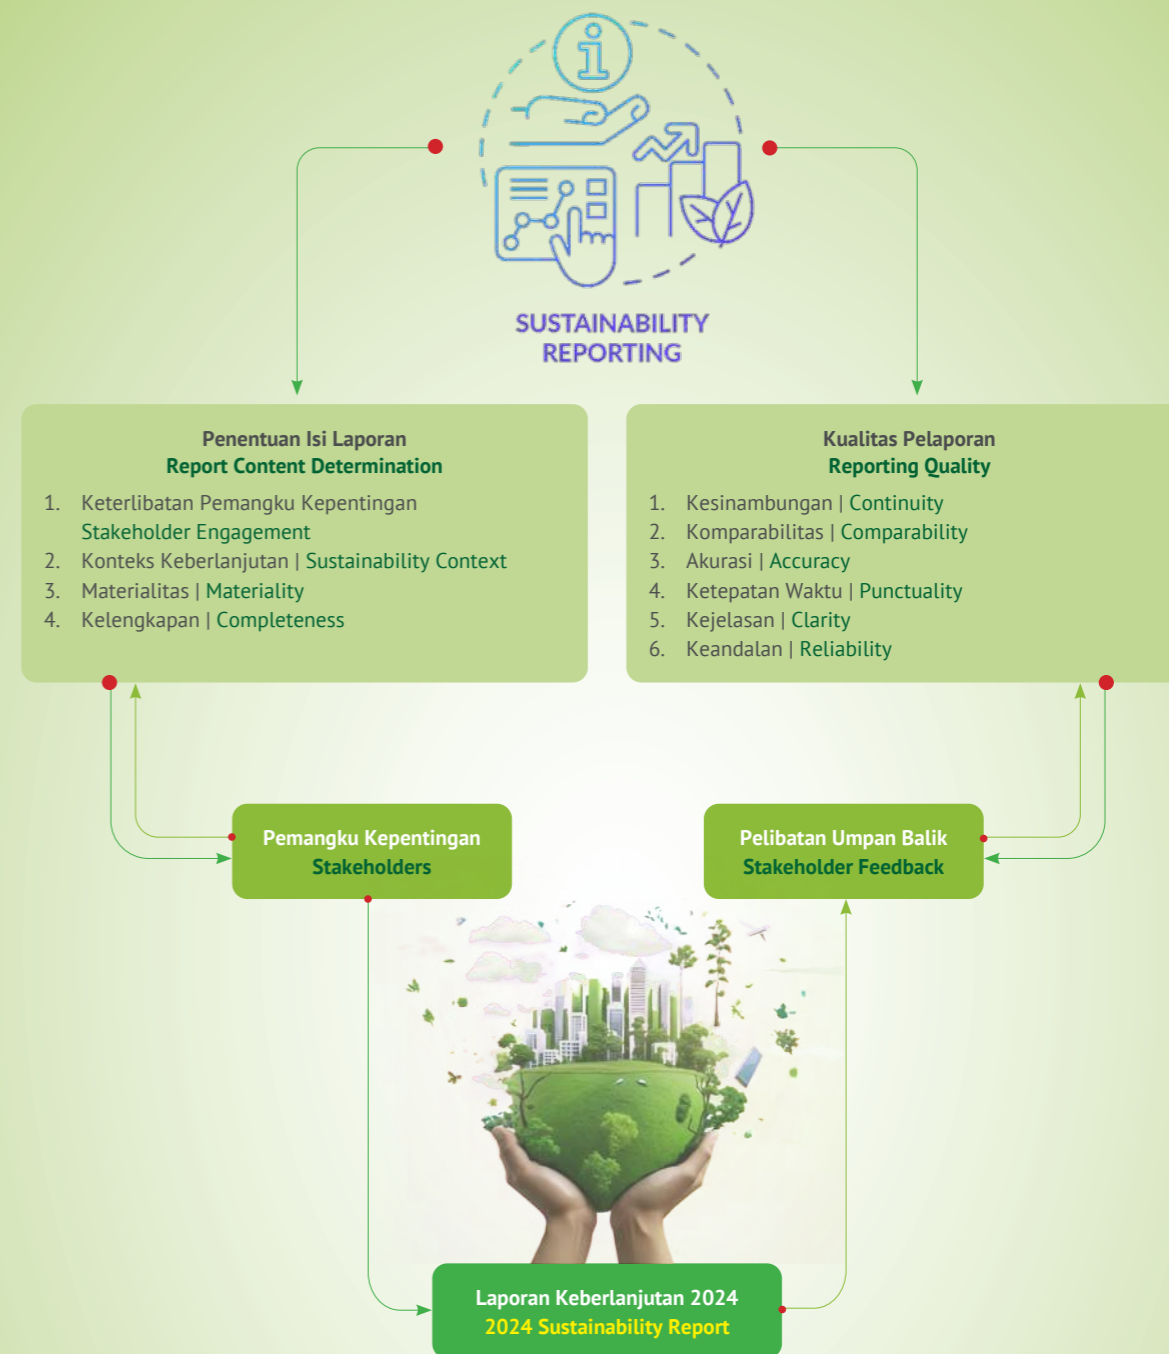 SUSTAINABILITY
REPORTING
Penentuan Isi Laporan
Report Content Determination
1. Keterlibatan Pemangku Kepentingan
Stakeholder Engagement
2. Konteks Keberlanjutan | Sustainability Context
3. Materialitas | Materiality
4. Kelengkapan | Completeness
Kualitas Pelaporan
Reporting Quality
1. Kesinambungan | Continuity
2. Komparabilitas | Comparability
3. Akurasi | Accuracy
4. Ketepatan Waktu | Punctuality
5. Kejelasan | Clarity
6. Keandalan | Reliability
Pemangku Kepentingan
Stakeholders
Pelibatan Umpan Balik
Stakeholder Feedback
Laporan Keberlanjutan 2024
2024 Sustainability Report